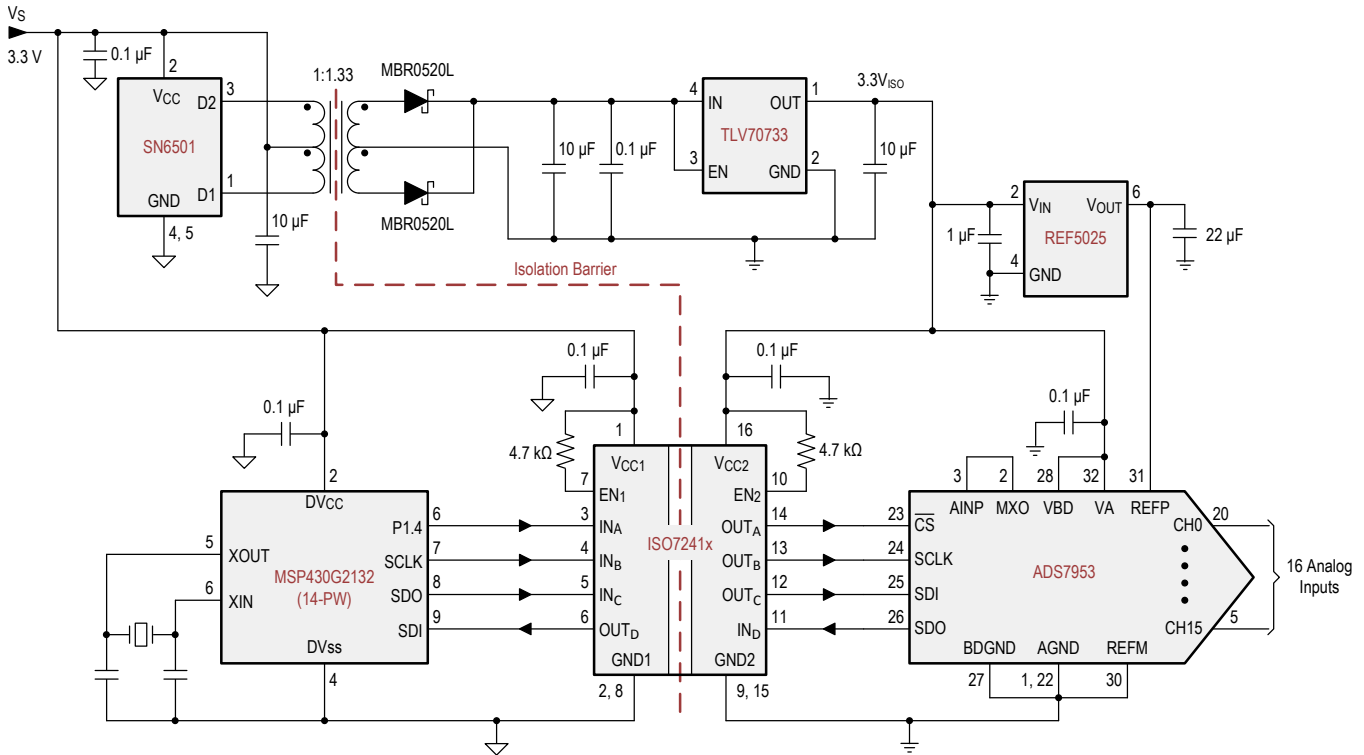 VS
3.3 V
0.1 µF
2
VCC
D2
3
SN6501
D1
1
GND
4, 5
10 µF
1:1.33
MBR0520L
MBR0520L
10 µF
0.1 µF
4
IN
OUT
1
TLV70733
3
EN
GND
2
3.3VISO
10 µF
2
VIN
VOUT
6
REF5025
1 µF
4
GND
22 µF
Isolation Barrier
0.1 µF
2
DVCC
5
XOUT
6
XIN
MSP430G2132
(14-PW)
P1.4
6
SCLK
7
SDO
8
SDI
9
DVSS
4
0.1 µF
4.7 kΩ
1
VCC1
7
EN1
3
INA
4
INB
5
INC
6
OUTD
GND1
2, 8
ISO7241x
0.1 µF
4.7 kΩ
16
VCC2
EN2
10
OUTA
14
OUTB
13
OUTC
12
IND
11
GND2
9, 15
0.1 µF
3
2
28
32
31
AINP
MXO
VBD
VA
REFP
23
CS
24
SCLK
25
SDI
26
SDO
ADS7953
CH0
20
CH15
5
16 Analog
Inputs
BDGND
AGND
REFM
27
1, 22
30